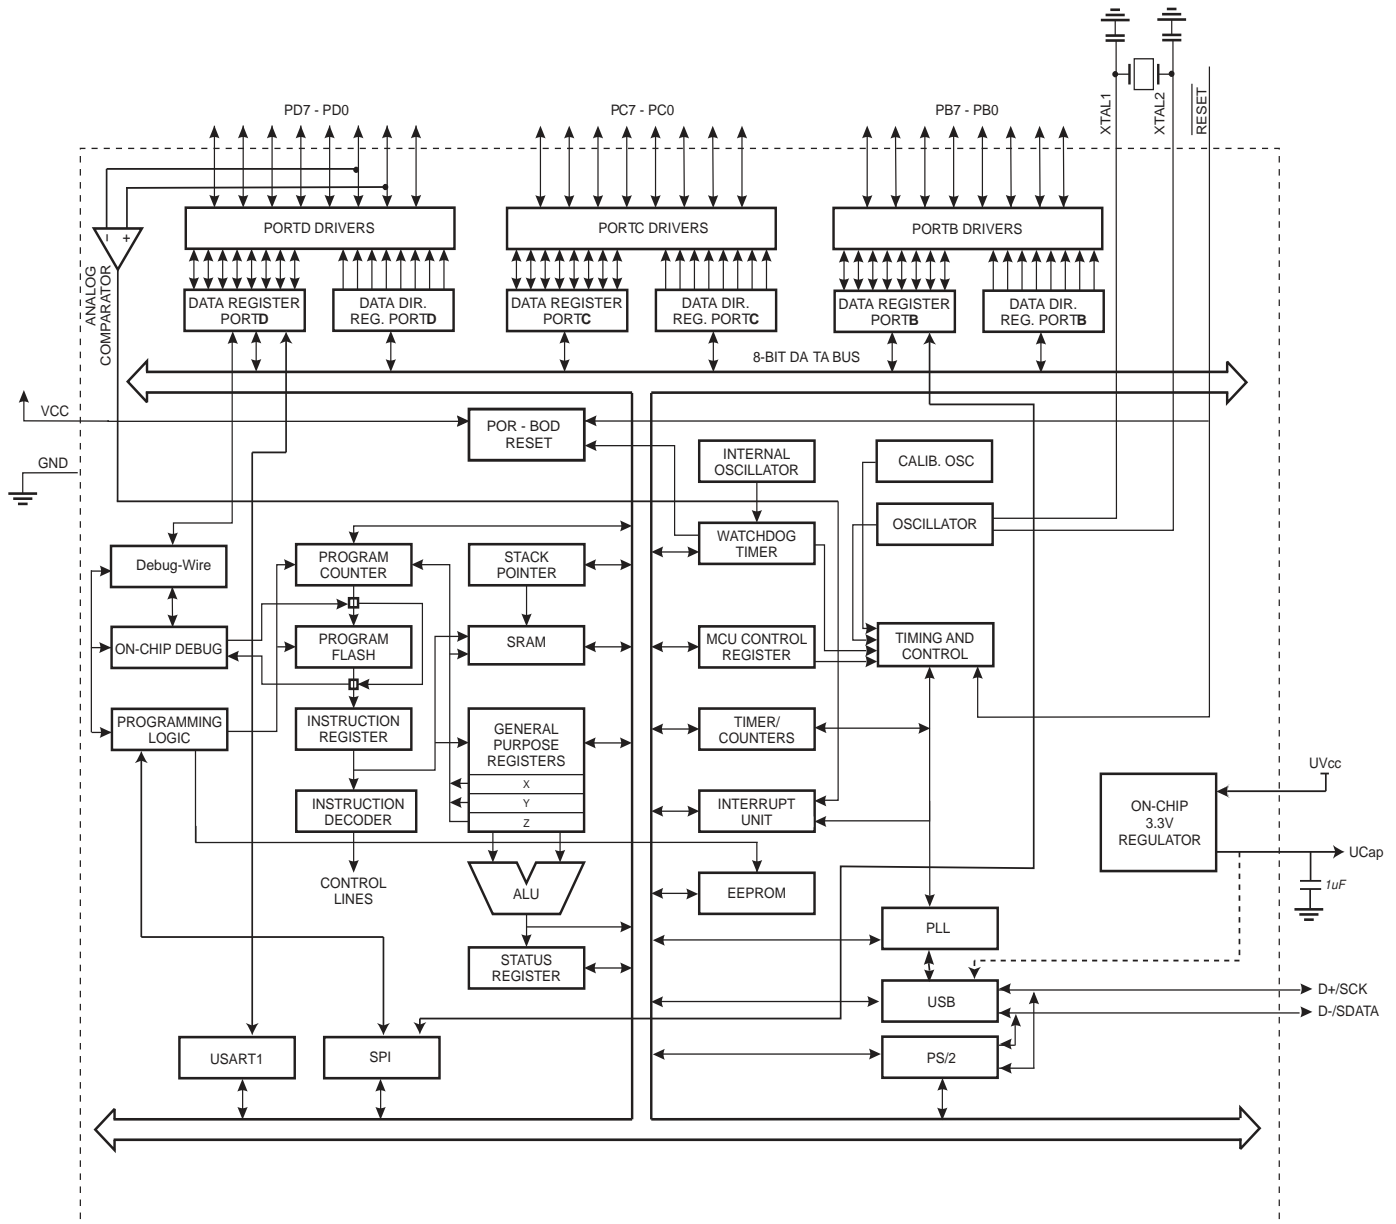 PD7 - PD0
PC7 - PC0
PB7 - PB0
XTAL1
XTAL2
RESET
PORTD DRIVERS
PORTC DRIVERS
PORTB DRIVERS
- +
ANALOG
COMPARATOR
DATA REGISTER
PORTD
DATA DIR.
REG. PORTD
DATA REGISTER
PORTC
DATA DIR.
REG. PORTC
DATA REGISTER
PORTB
DATA DIR.
REG. PORTB
8-BIT DA TA BUS
VCC
GND
POR - BOD
RESET
INTERNAL
OSCILLATOR
CALIB. OSC
OSCILLATOR
WATCHDOG
TIMER
Debug-Wire
PROGRAM
COUNTER
STACK
POINTER
ON-CHIP DEBUG
PROGRAM
FLASH
SRAM
MCU CONTROL
REGISTER
TIMING AND
CONTROL
PROGRAMMING
LOGIC
INSTRUCTION
REGISTER
GENERAL
PURPOSE
REGISTERS
X
Y
Z
TIMER/
COUNTERS
INSTRUCTION
DECODER
INTERRUPT
UNIT
UVcc
ON-CHIP
3.3V
REGULATOR
UCap
1uF
CONTROL
LINES
ALU
EEPROM
PLL
STATUS
REGISTER
USB
D+/SCK
D-/SDATA
USART1
SPI
PS/2